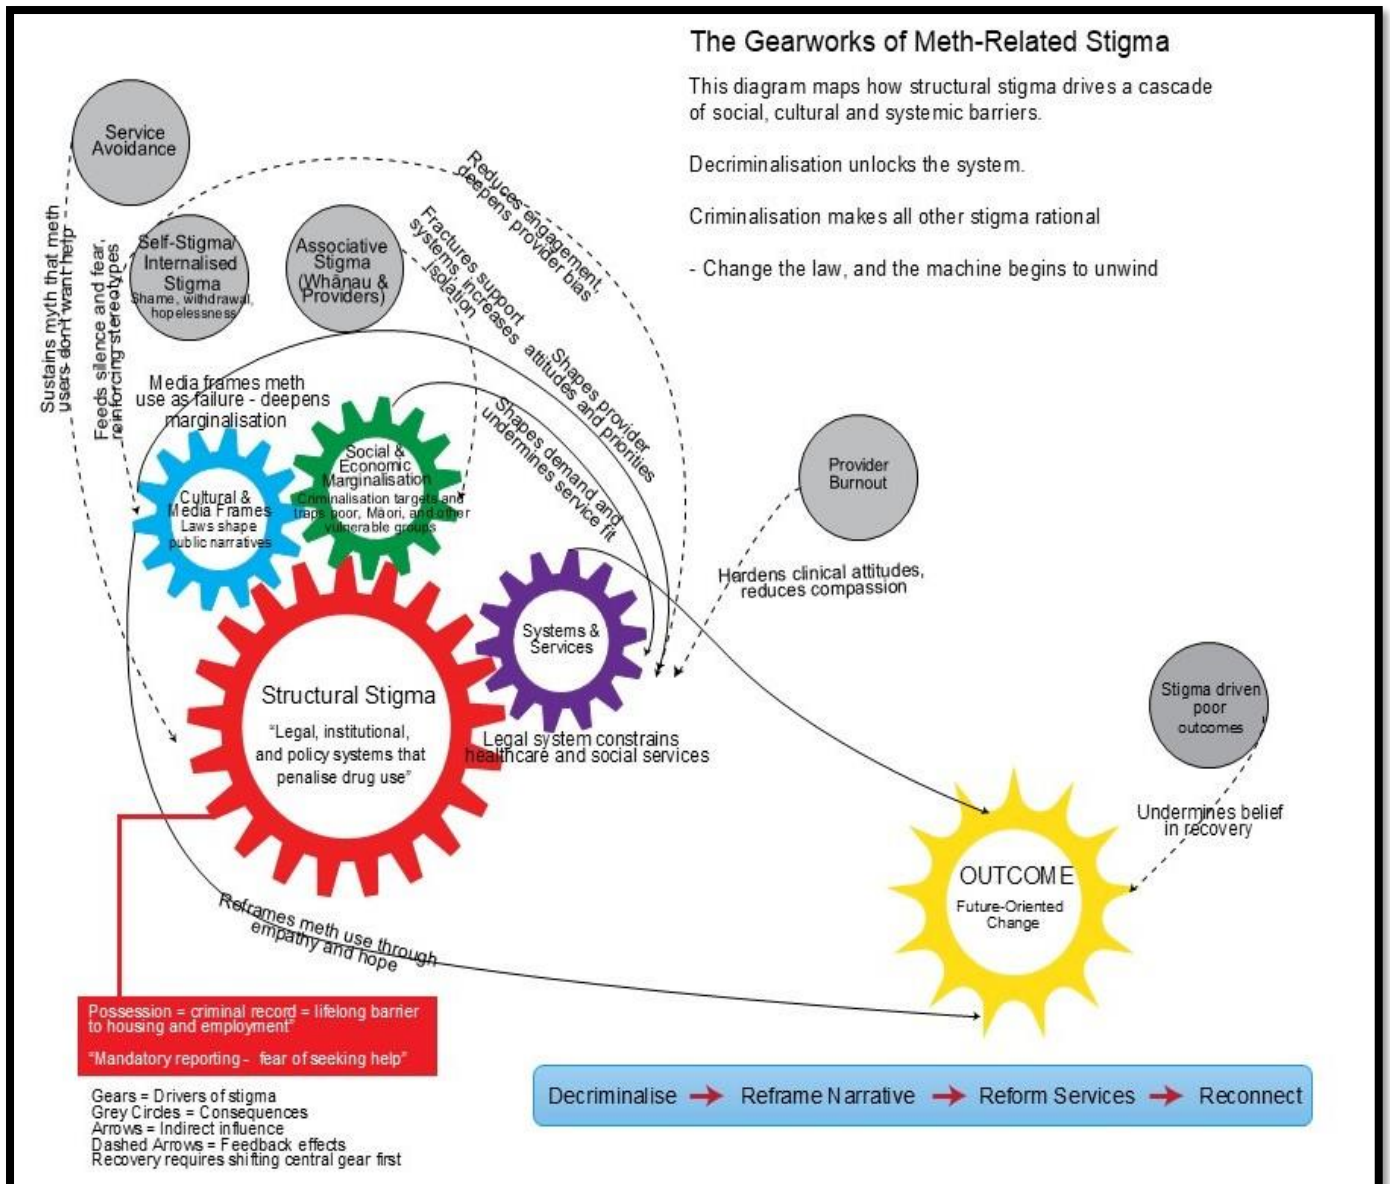 The Gearworks of Meth-Related Stigma
This diagram maps how structural stigma drives a cascade
of social, cultural and systemic barriers.
Decriminalisation unlocks the system.
Criminalisation makes all other stigma rational
- Change the law, and the machine begins to unwind
Service
Avoidance
Sustains myth that meth
users don't want help
Feeds silence and fear,
reinforcing stereotypes
Self-Stigma/
Internalised
Stigma
Shame, withdrawal,
hopelessness
Associative
Stigma
(Whānau &
Providers)
Reduces engagement,
deepens provider bias
Fractures support
systems, increases
isolation
Shapes provider
attitudes and priorities
Shapes demand and
undermines service fit
Media frames meth
use as failure - deepens
marginalisation
Cultural &
Media Frames
Laws shape
public narratives
Social &
Economic
Marginalisation
Criminalisation targets and
traps poor, Māori, and other
vulnerable groups
Provider
Burnout
Hardens clinical attitudes,
reduces compassion
Systems &
Services
Legal system constrains
healthcare and social services
Structural Stigma
“Legal, institutional,
and policy systems that
penalise drug use”
Stigma driven
poor
outcomes
Undermines belief
in recovery
OUTCOME
Future-Oriented
Change
Reframes meth use through
empathy and hope
Possession = criminal record = lifelong barrier
to housing and employment”
“Mandatory reporting - fear of seeking help”
Gears = Drivers of stigma
Grey Circles = Consequences
Arrows = Indirect influence
Dashed Arrows = Feedback effects
Recovery requires shifting central gear first
Decriminalise → Reframe Narrative → Reform Services → Reconnect